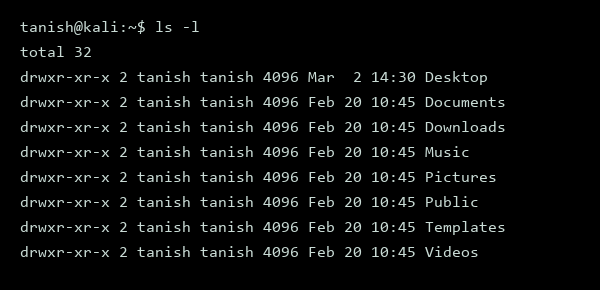 tanish@kali:~$ ls -l
total 32
drwxr-xr-x 2 tanish tanish 4096 Mar  2 14:30 Desktop
drwxr-xr-x 2 tanish tanish 4096 Feb 20 10:45 Documents
drwxr-xr-x 2 tanish tanish 4096 Feb 20 10:45 Downloads
drwxr-xr-x 2 tanish tanish 4096 Feb 20 10:45 Music
drwxr-xr-x 2 tanish tanish 4096 Feb 20 10:45 Pictures
drwxr-xr-x 2 tanish tanish 4096 Feb 20 10:45 Public
drwxr-xr-x 2 tanish tanish 4096 Feb 20 10:45 Templates
drwxr-xr-x 2 tanish tanish 4096 Feb 20 10:45 Videos